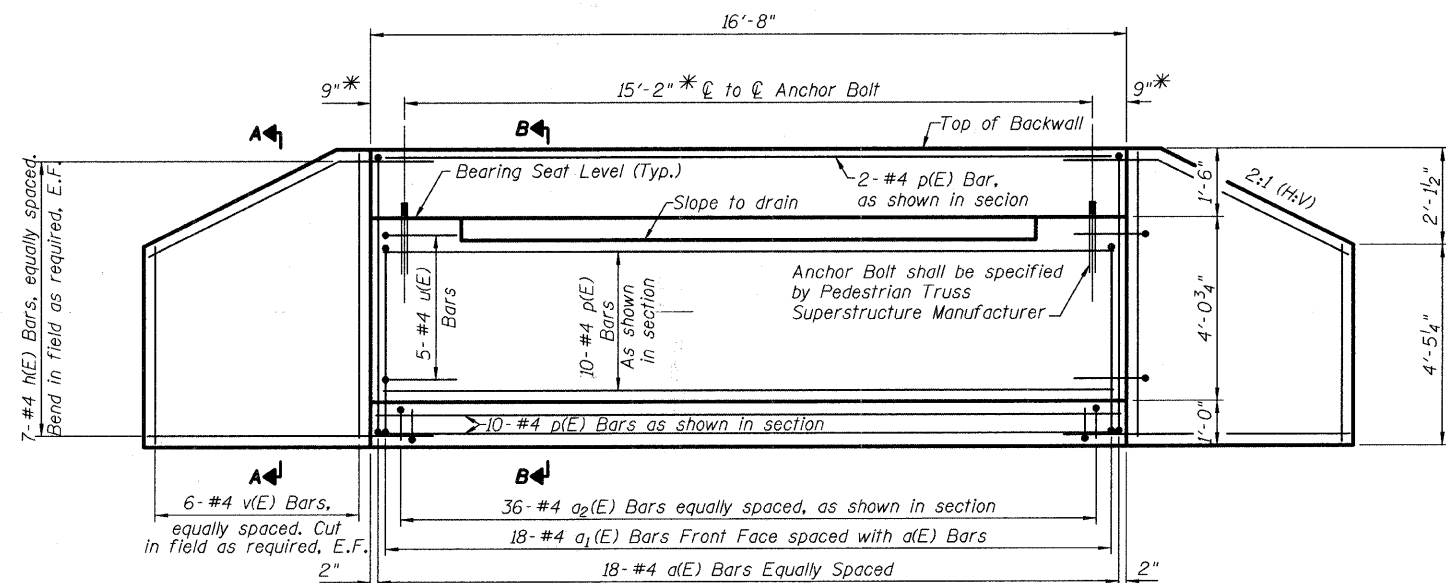 16'-8"
9"*
15'-2" * ℄ to ℄ Anchor Bolt
9"*
A
B
Top of Backwall
Bearing Seat Level (Typ.)
2- #4 p(E) Bar,
as shown in secion
Slope to drain
2:1 (H:V)
1'-6"
2'-1½"
7- #4 h(E) Bars, equally spaced.
Bend in field as required, E.F.
5- #4 u(E)
Bars
10- #4 p(E)
Bars
As shown
in section
Anchor Bolt shall be specified
by Pedestrian Truss
Superstructure Manufacturer
4'-0¾"
4'-5¼"
10- #4 p(E) Bars as shown in section
1'-0"
A
B
6- #4 v(E) Bars,
equally spaced. Cut
in field as required, E.F.
36- #4 a₂(E) Bars equally spaced, as shown in section
18- #4 a₁(E) Bars Front Face spaced with a(E) Bars
2"
18- #4 a(E) Bars Equally Spaced
2"